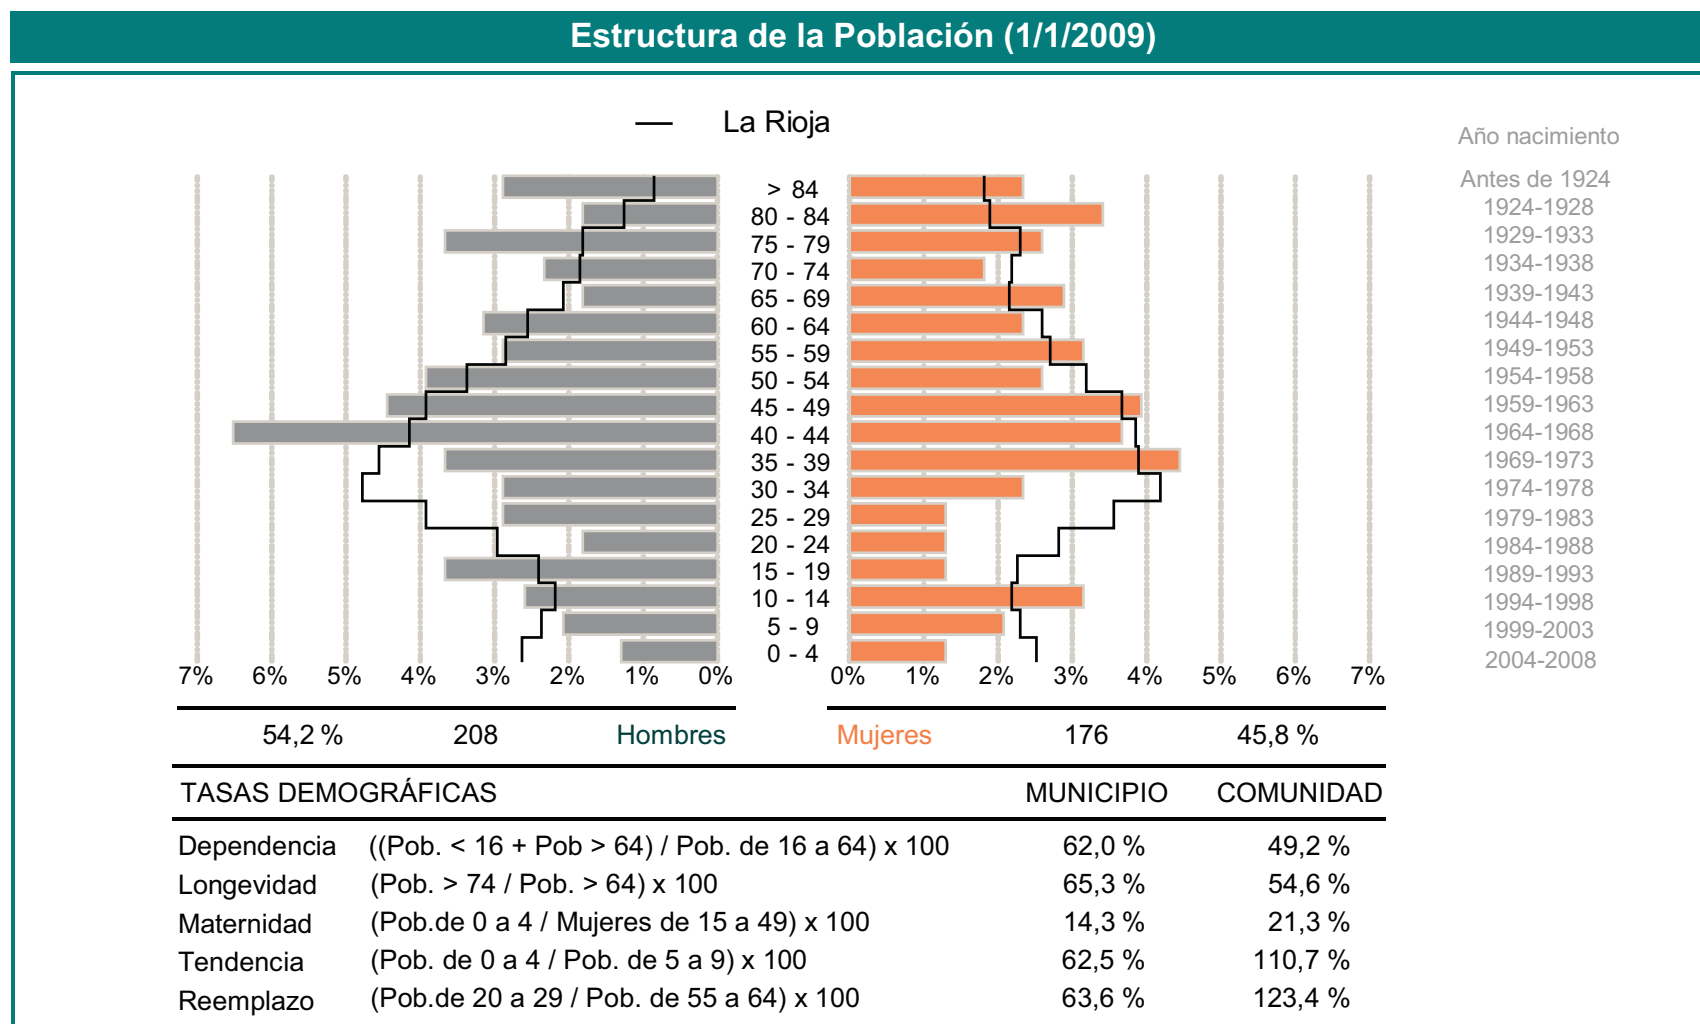 Estructura de la Población (1/1/2009)
La Rioja
Año nacimiento
> 84 Antes de 1924
80 - 84 1924-1928
75 - 79 1929-1933
70 - 74 1934-1938
65 - 69 1939-1943
60 - 64 1944-1948
55 - 59 1949-1953
50 - 54 1954-1958
45 - 49 1959-1963
40 - 44 1964-1968
35 - 39 1969-1973
30 - 34 1974-1978
25 - 29 1979-1983
20 - 24 1984-1988
15 - 19 1989-1993
10 - 14 1994-1998
5 - 9 1999-2003
0 - 4 2004-2008
7% 6% 5% 4% 3% 2% 1% 0% 0% 1% 2% 3% 4% 5% 6% 7%
54,2 % 208 Hombres Mujeres 176 45,8 %
TASAS DEMOGRÁFICAS MUNICIPIO COMUNIDAD
Dependencia ((Pob. < 16 + Pob > 64) / Pob. de 16 a 64) x 100 62,0 % 49,2 %
Longevidad (Pob. > 74 / Pob. > 64) x 100 65,3 % 54,6 %
Maternidad (Pob.de 0 a 4 / Mujeres de 15 a 49) x 100 14,3 % 21,3 %
Tendencia (Pob. de 0 a 4 / Pob. de 5 a 9) x 100 62,5 % 110,7 %
Reemplazo (Pob.de 20 a 29 / Pob. de 55 a 64) x 100 63,6 % 123,4 %